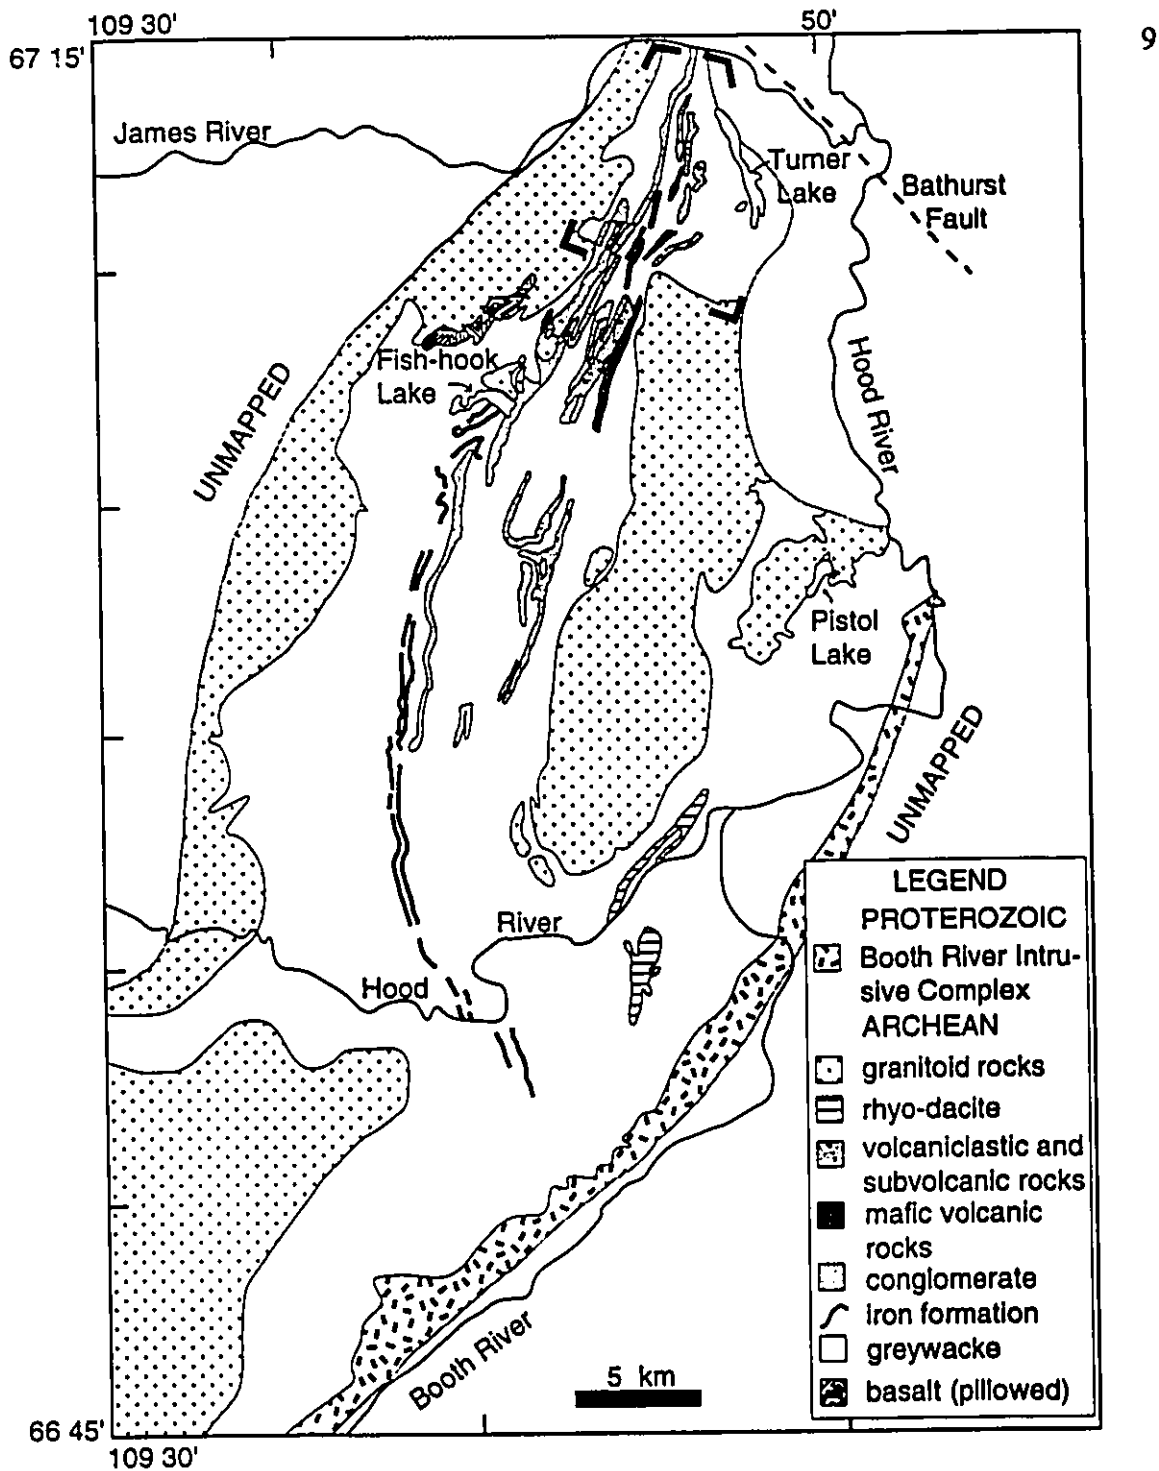 109 30'
50'
9
67 15'
James River
Turner
Lake
Bathurst
Fault
Fish-hook
Lake
UNMAPPED
Hood River
Pistol
Lake
UNMAPPED
River
Hood
LEGEND
PROTEROZOIC
Booth River Intru-
sive Complex
ARCHEAN
granitoid rocks
rhyo-dacite
volcaniclastic and
subvolcanic rocks
mafic volcanic
rocks
conglomerate
iron formation
greywacke
basalt (pillowed)
Booth River
5 km
66 45'
109 30'